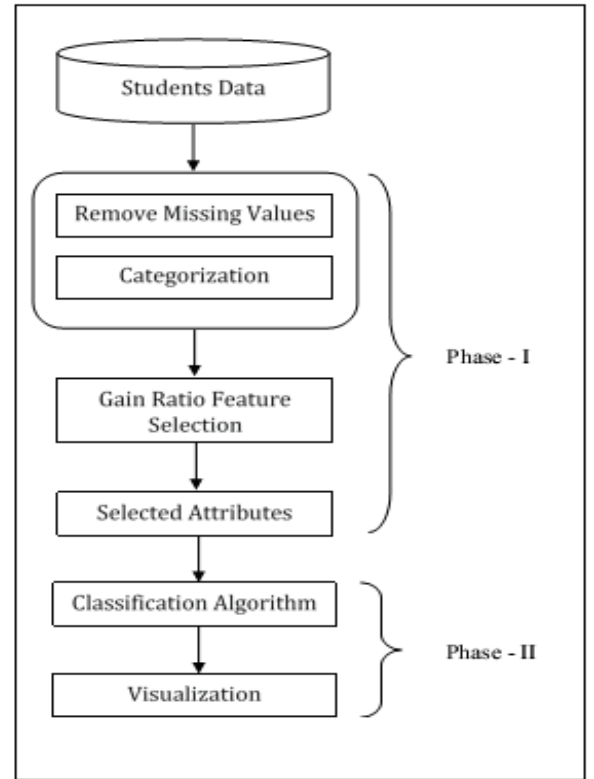 Students Data
Remove Missing Values
Categorization
Phase - I
Gain Ratio Feature
Selection
Selected Attributes
Classification Algorithm
Phase - II
Visualization